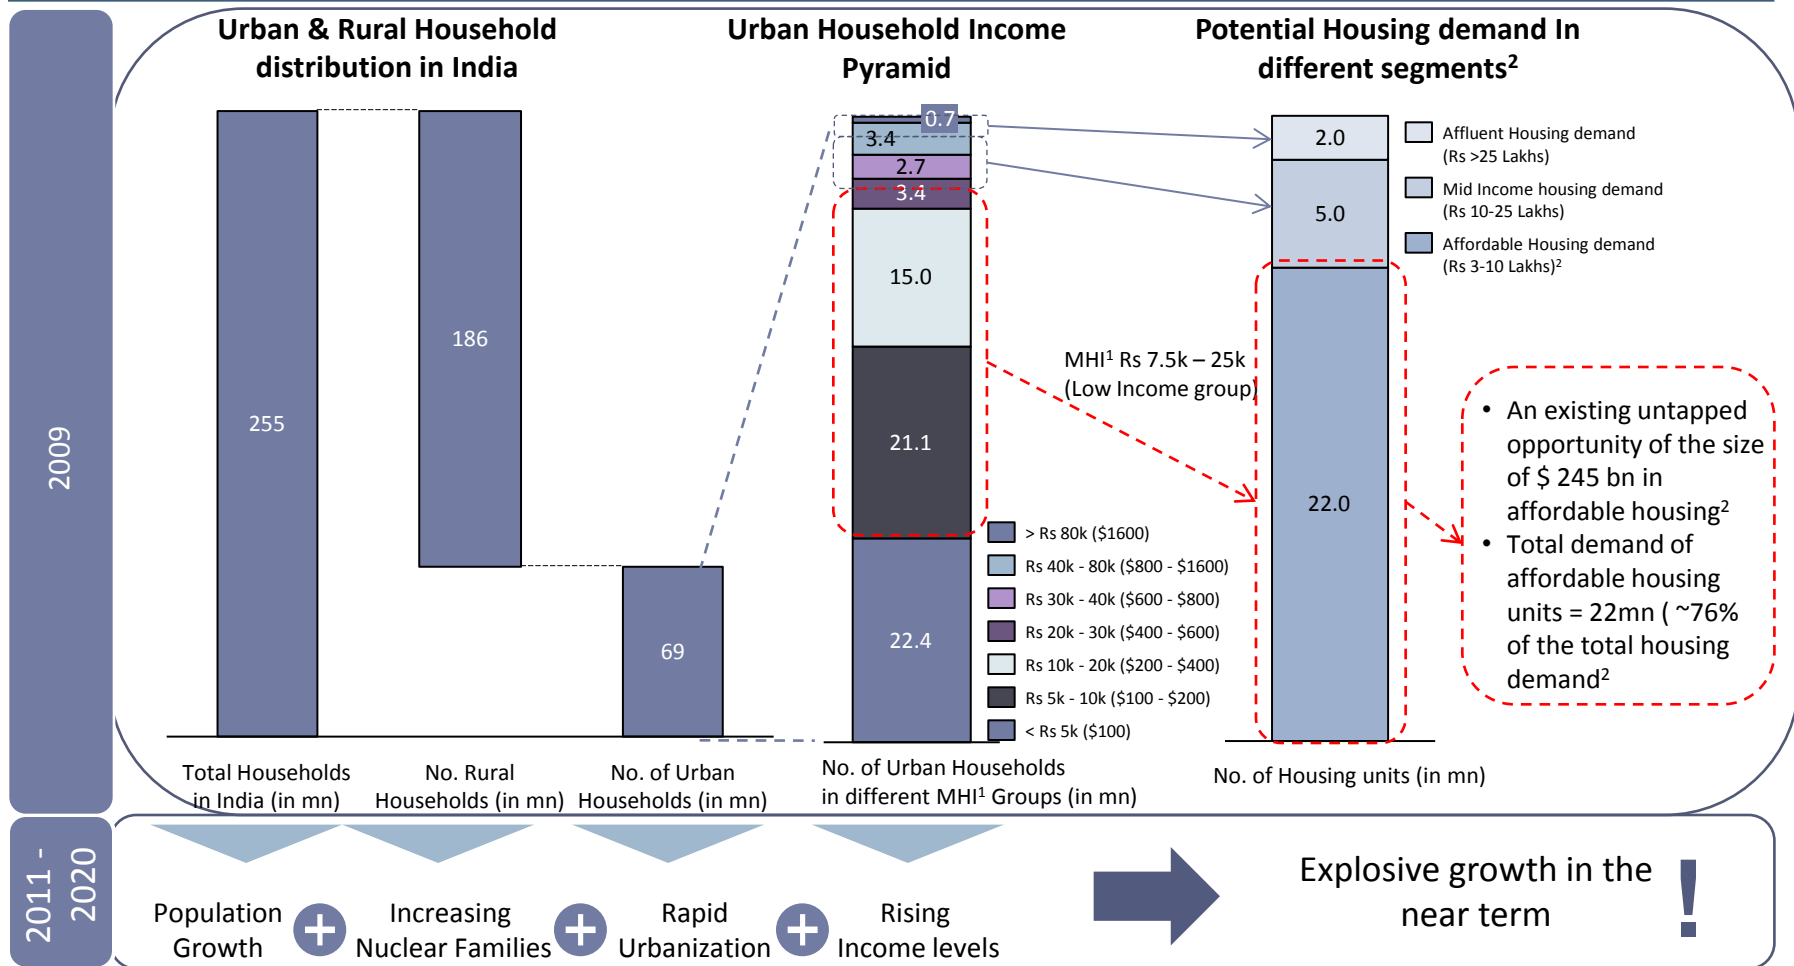 Urban & Rural Household
distribution in India
Urban Household Income
Pyramid
Potential Housing demand In
different segments²
2009
255
186
69
Total Households
in India (in mn)
No. Rural
Households (in mn)
No. of Urban
Households (in mn)
0.7
3.4
2.7
3.4
15.0
21.1
22.4
> Rs 80k ($1600)
Rs 40k - 80k ($800 - $1600)
Rs 30k - 40k ($600 - $800)
Rs 20k - 30k ($400 - $600)
Rs 10k - 20k ($200 - $400)
Rs 5k - 10k ($100 - $200)
< Rs 5k ($100)
No. of Urban Households
in different MHI¹ Groups (in mn)
MHI¹ Rs 7.5k – 25k
(Low Income group)
2.0
5.0
22.0
No. of Housing units (in mn)
Affluent Housing demand
(Rs >25 Lakhs)
Mid Income housing demand
(Rs 10-25 Lakhs)
Affordable Housing demand
(Rs 3-10 Lakhs)²
• An existing untapped
opportunity of the size
of $ 245 bn in
affordable housing²
• Total demand of
affordable housing
units = 22mn ( ~76%
of the total housing
demand²
2011 -
2020
Population
Growth
+
Increasing
Nuclear Families
+
Rapid
Urbanization
+
Rising
Income levels
Explosive growth in the
near term
!